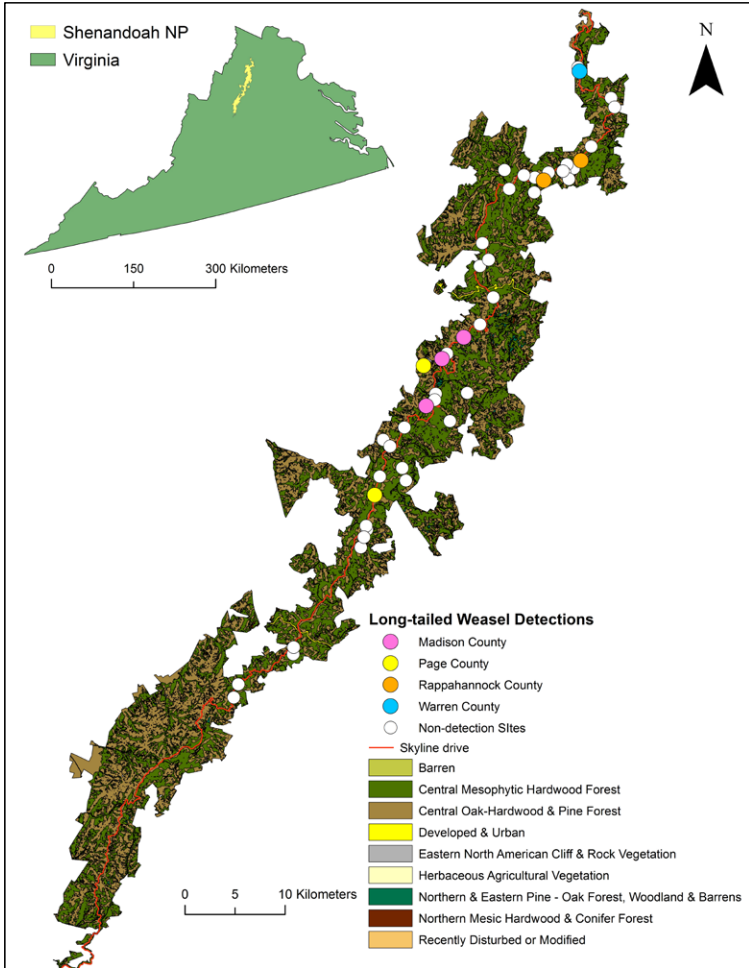 Shenandoah NP
Virginia
N
0 150 300 Kilometers
Long-tailed Weasel Detections
Madison County
Page County
Rappahannock County
Warren County
Non-detection SItes
Skyline drive
Barren
Central Mesophytic Hardwood Forest
Central Oak-Hardwood & Pine Forest
Developed & Urban
Eastern North American Cliff & Rock Vegetation
Herbaceous Agricultural Vegetation
Northern & Eastern Pine - Oak Forest, Woodland & Barrens
Northern Mesic Hardwood & Conifer Forest
Recently Disturbed or Modified
0 5 10 Kilometers